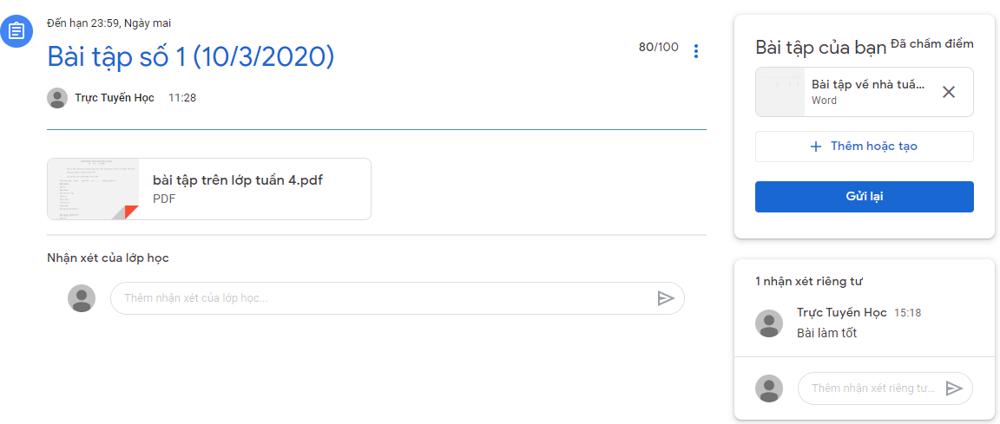 Đến hạn 23:59, Ngày mai
Bài tập số 1 (10/3/2020)
80/100
Trực Tuyến Học 11:28
bài tập trên lớp tuần 4.pdf
PDF
Nhận xét của lớp học
Thêm nhận xét của lớp học...
Bài tập của bạn
Đã chấm điểm
Bài tập về nhà tuầ...
Word
Thêm hoặc tạo
Gửi lại
1 nhận xét riêng tư
Trực Tuyến Học 15:18
Bài làm tốt
Thêm nhận xét riêng tư...